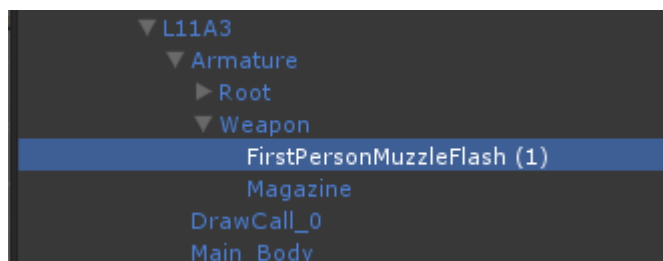 L11A3
Armature
Root
Weapon
FirstPersonMuzzleFlash (1)
Magazine
DrawCall_0
Main_Body